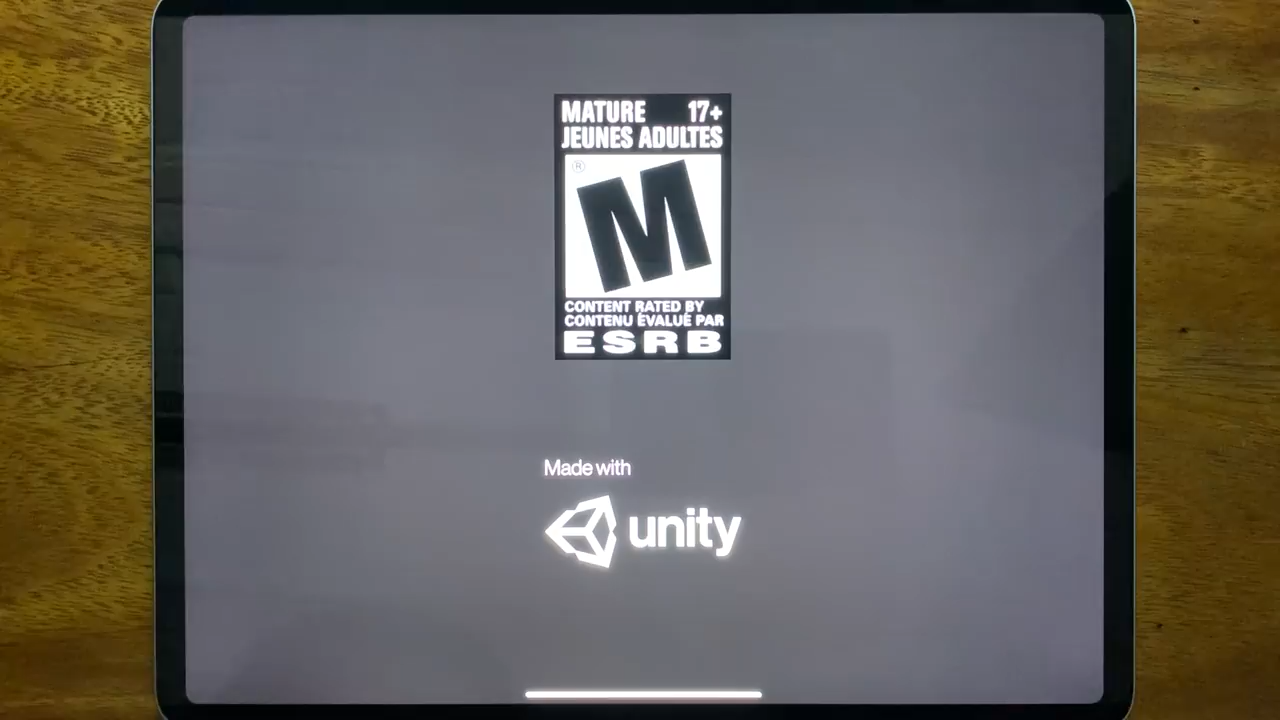 MATURE 17+
JEUNES ADULTES
®
M
CONTENT RATED BY
CONTENU ÉVALUÉ PAR
ESRB
Made with
unity